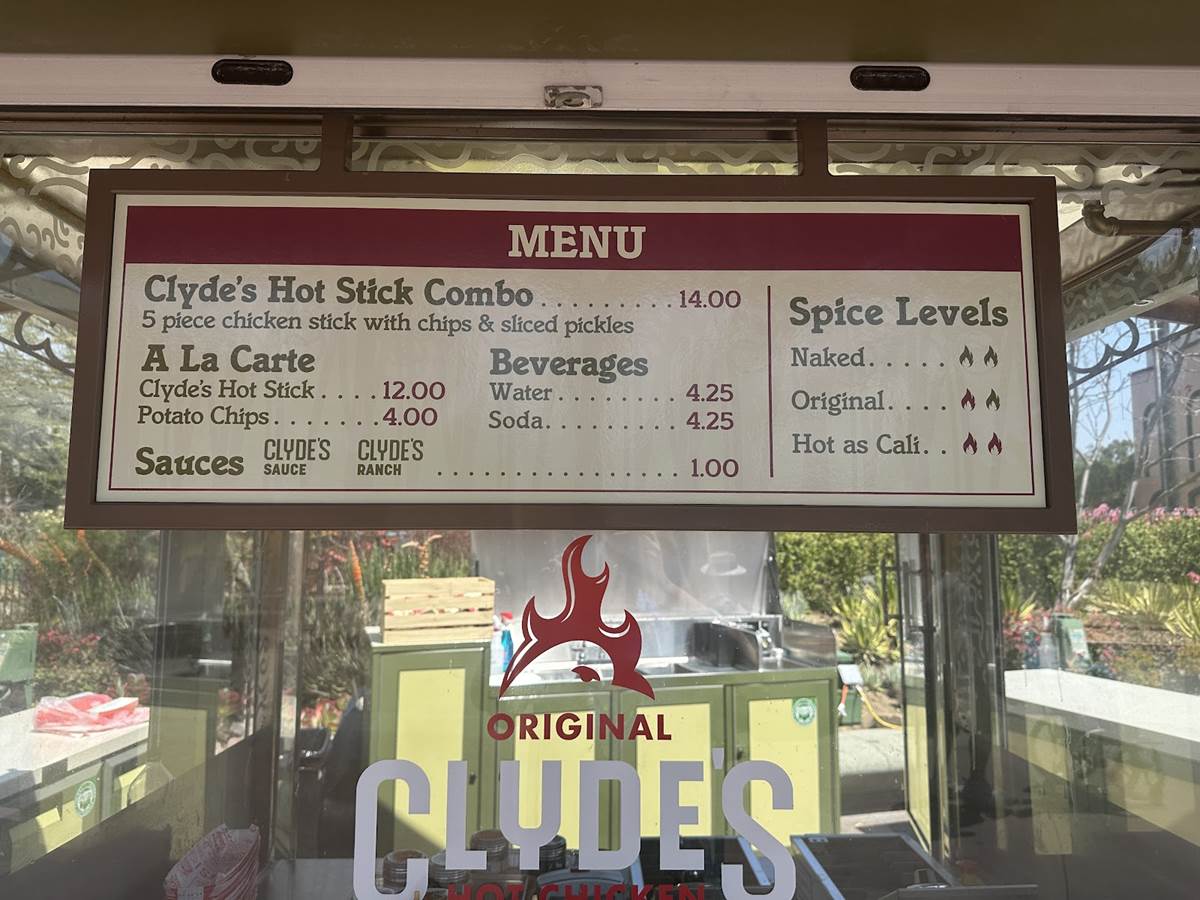 MENU
Clyde's Hot Stick Combo . . . . . . . . . 14.00
5 piece chicken stick with chips & sliced pickles
A La Carte
Clyde's Hot Stick . . . . 12.00
Potato Chips . . . . . . . 4.00
Beverages
Water . . . . . . . . . 4.25
Soda . . . . . . . . . . 4.25
Sauces CLYDE'S SAUCE CLYDE'S RANCH . . . . . . . . . . . . . . . . . . 1.00
Spice Levels
Naked . . . . . .
Original . . . .
Hot as Cali . .
ORIGINAL
CLYDE'S
HOT CHICKEN